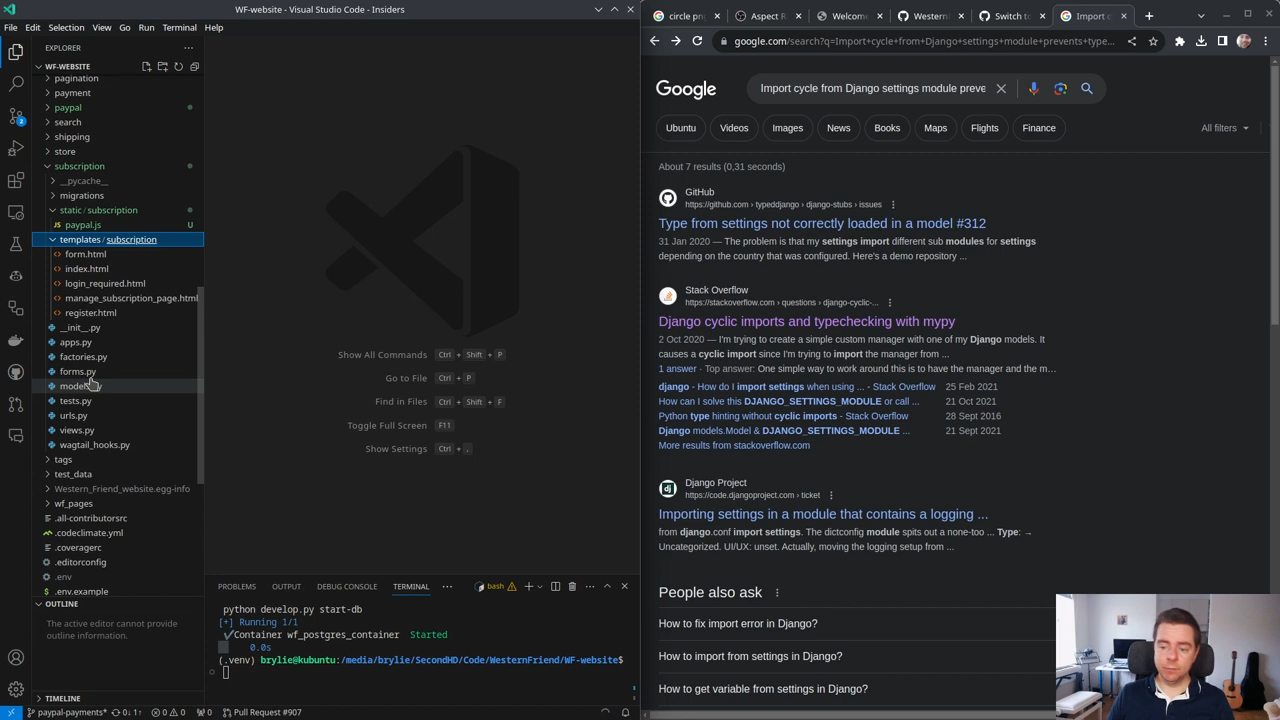 WF-website - Visual Studio Code - Insiders
File Edit Selection View Go Run Terminal Help
EXPLORER
WF-WEBSITE
pagination
payment
paypal
search
shipping
store
subscription
__pycache__
migrations
static / subscription
paypal.js U
templates / subscription
form.html
index.html
login_required.html
manage_subscription_page.html
register.html
__init__.py
apps.py
factories.py
forms.py
tests.py
urls.py
views.py
wagtail_hooks.py
tags
test_data
Western_Friend_website.egg-info
wf_pages
.all-contributorsrc
.codeclimate.yml
.coveragerc
.editorconfig
.env
.env.example
OUTLINE
The active editor cannot provide
outline information.
TIMELINE
2
Show All Commands Ctrl + Shift + P
Go to File Ctrl + P
Find in Files Ctrl + Shift + F
Toggle Full Screen F11
Show Settings Ctrl + ,
PROBLEMS OUTPUT DEBUG CONSOLE TERMINAL
bash
python develop.py start-db
[+] Running 1/1
✔Container wf_postgres_container Started
0.0s
(.venv) brylie@kubuntu:/media/brylie/SecondHD/Code/WesternFriend/WF-website$
paypal-payments* 0↓ 1↑ 0 0 0 Pull Request #907
circle pn
Aspect R
Welcome
Western
Switch to
Import c
google.com/search?q=Import+cycle+from+Django+settings+module+prevents+type...
Google
Import cycle from Django settings module preve
Ubuntu Videos Images News Books Maps Flights Finance All filters
About 7 results (0,31 seconds)
GitHub
https://github.com › typeddjango › django-stubs › issues
Type from settings not correctly loaded in a model #312
31 Jan 2020 — The problem is that my settings import different sub modules for settings
depending on the country that was configured. Here's a demo repository ...
Stack Overflow
https://stackoverflow.com › questions › django-cyclic-...
Django cyclic imports and typechecking with mypy
2 Oct 2020 — I'm trying to create a simple custom manager with one of my Django models. It
causes a cyclic import since I'm trying to import the manager from ...
1 answer · Top answer: One simple way to do this is to have the manager and the m...
django - How do I import settings when using ... - Stack Overflow 25 Feb 2021
How can I solve this DJANGO_SETTINGS_MODULE or call ... 21 Oct 2021
Python type hinting without cyclic imports - Stack Overflow 28 Sept 2016
Django models.Model & DJANGO_SETTINGS_MODULE ... 21 Sept 2021
More results from stackoverflow.com
Django Project
https://code.djangoproject.com › ticket
Importing settings in a module that contains a logging ...
from django.conf import settings. The dictconfig module spits out a none-too ... Type: →
Uncategorized. UI/UX: unset. Actually, moving the logging setup from ...
People also ask
How to fix import error in Django?
How to import from settings in Django?
How to get variable from settings in Django?